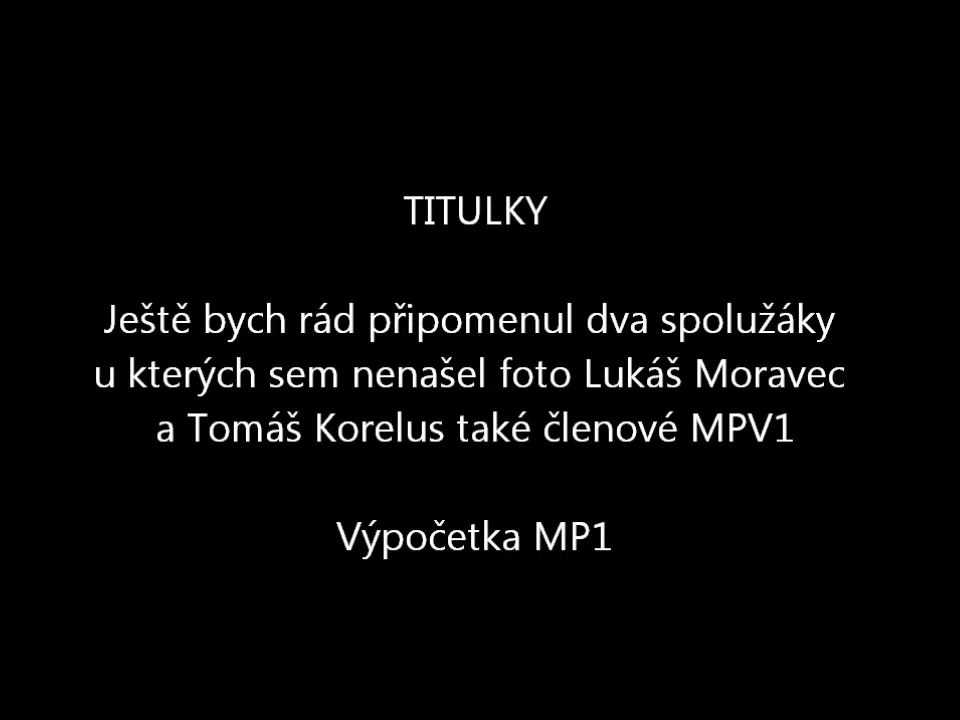 TITULKY
Ještě bych rád připomenul dva spolužáky
u kterých sem nenašel foto Lukáš Moravec
a Tomáš Korelus také členové MPV1
Výpočetka MP1